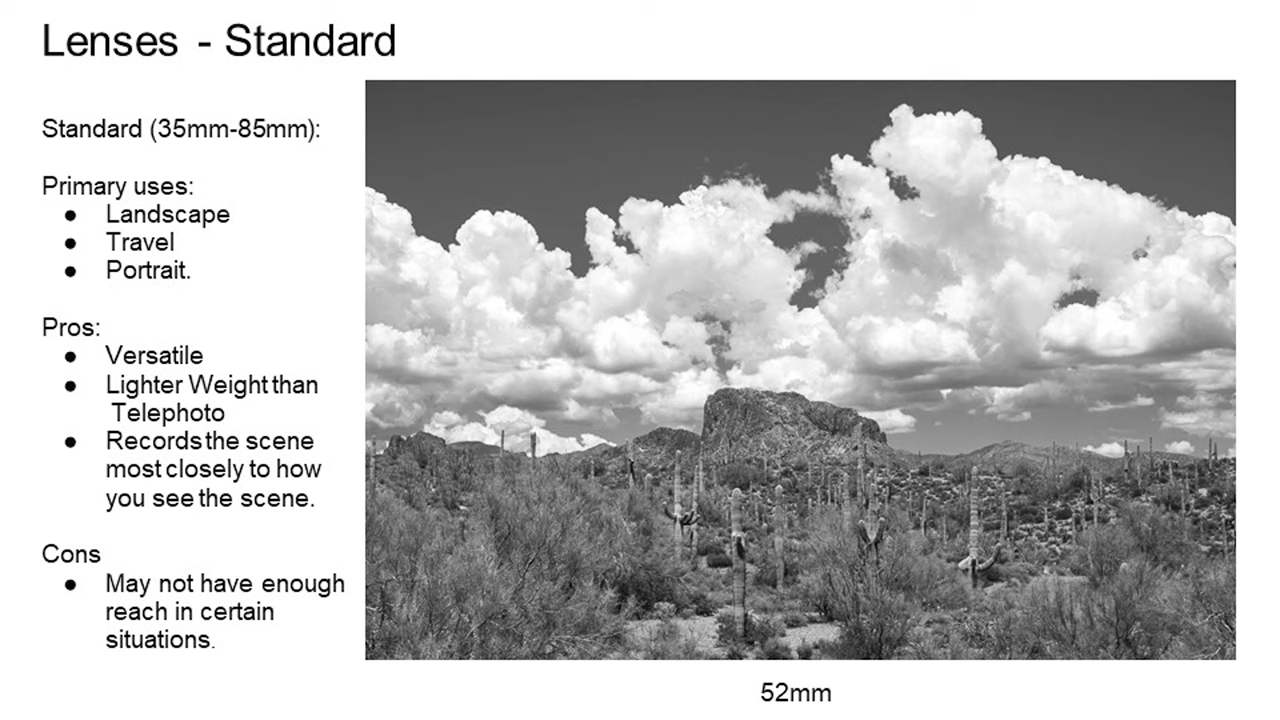 Lenses - Standard
Standard (35mm-85mm):
Primary uses:
● Landscape
● Travel
● Portrait.
Pros:
● Versatile
● Lighter Weight than
Telephoto
● Records the scene
most closely to how
you see the scene.
Cons
● May not have enough
reach in certain
situations.
52mm